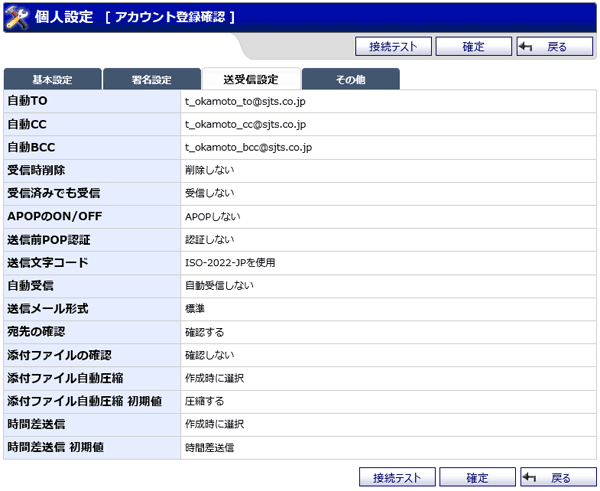 個人設定 [ アカウント登録確認 ]
接続テスト 確定 戻る
基本設定 署名設定 送受信設定 その他
自動TO t_okamoto_to@sjts.co.jp
自動CC t_okamoto_cc@sjts.co.jp
自動BCC t_okamoto_bcc@sjts.co.jp
受信時削除 削除しない
受信済みでも受信 受信しない
APOPのON/OFF APOPしない
送信前POP認証 認証しない
送信文字コード ISO-2022-JPを使用
自動受信 自動受信しない
送信メール形式 標準
宛先の確認 確認する
添付ファイルの確認 確認しない
添付ファイル自動圧縮 作成時に選択
添付ファイル自動圧縮 初期値 圧縮する
時間差送信 作成時に選択
時間差送信 初期値 時間差送信
接続テスト 確定 戻る